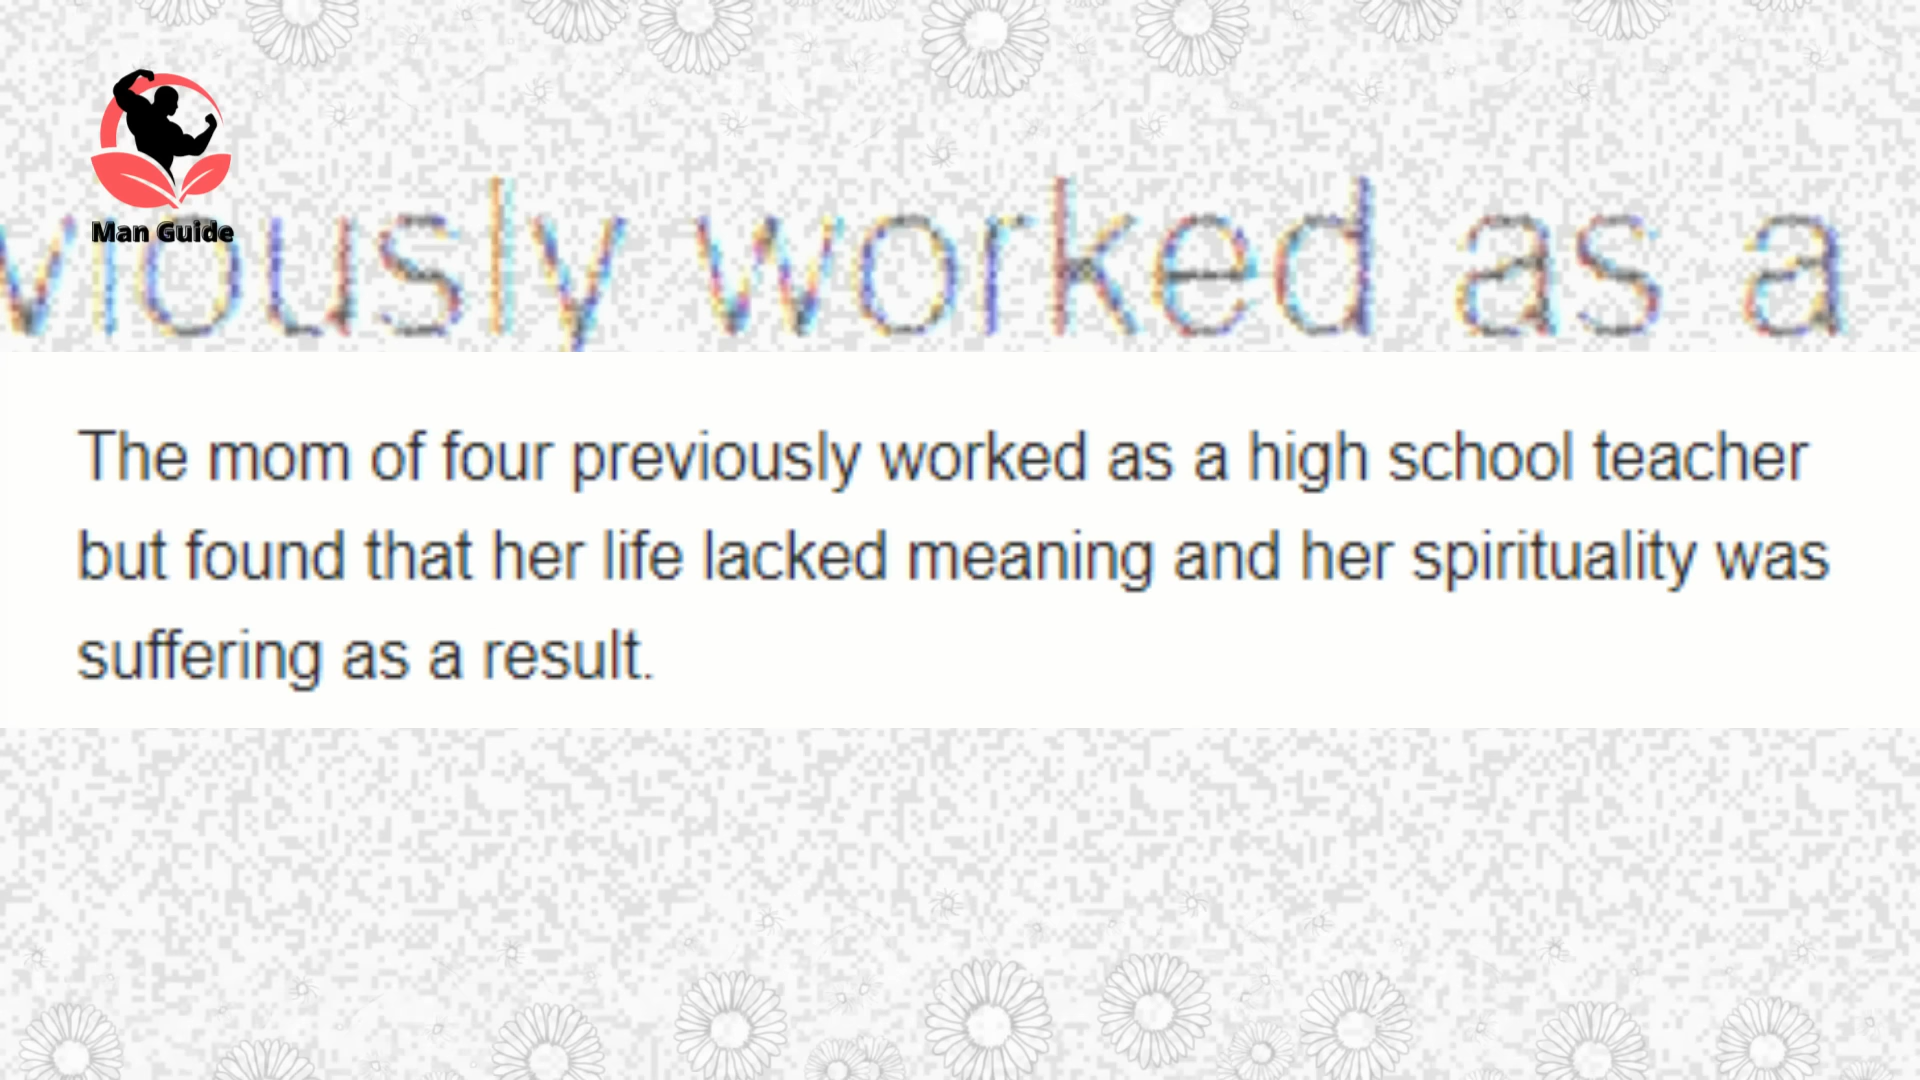 Man Guide
viously worked as a
The mom of four previously worked as a high school teacher
but found that her life lacked meaning and her spirituality was
suffering as a result.